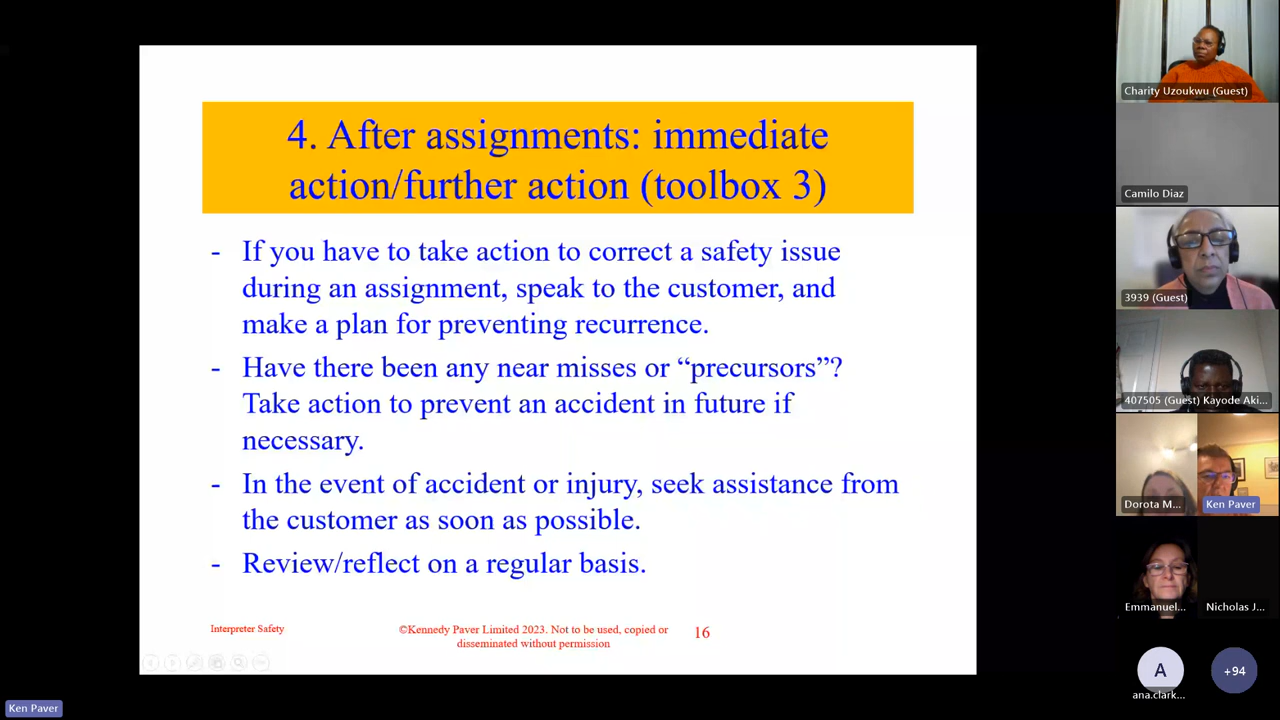 4. After assignments: immediate
action/further action (toolbox 3)
- If you have to take action to correct a safety issue
during an assignment, speak to the customer, and
make a plan for preventing recurrence.
- Have there been any near misses or “precursors”?
Take action to prevent an accident in future if
necessary.
- In the event of accident or injury, seek assistance from
the customer as soon as possible.
- Review/reflect on a regular basis.
Interpreter Safety
©Kennedy Paver Limited 2023. Not to be used, copied or
disseminated without permission
16
Ken Paver
Charity Uzoukwu (Guest)
Camilo Diaz
3939 (Guest)
407505 (Guest) Kayode Aki...
Dorota M...
Ken Paver
Emmanuel...
Nicholas J...
A
ana.clark...
+94